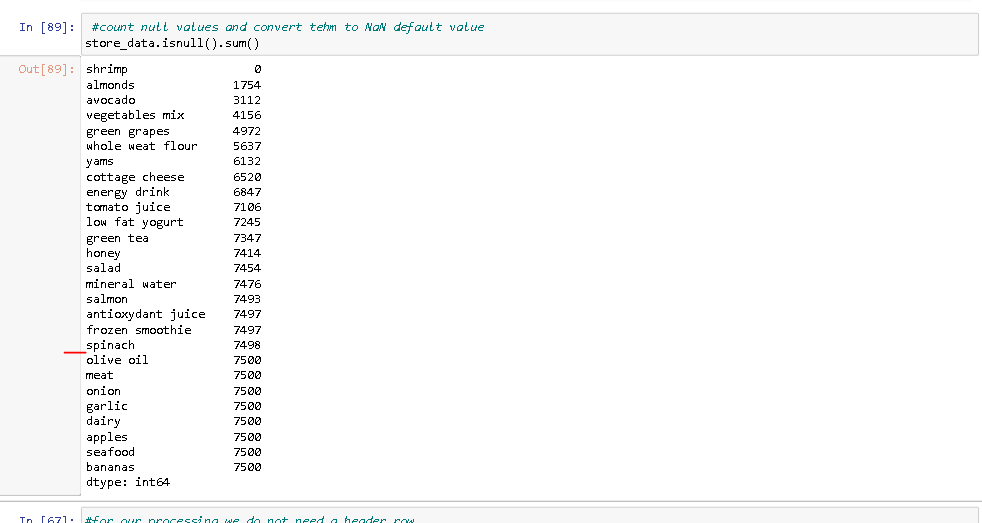 In [89]: #count null values and convert tehm to NaN default value
store_data.isnull().sum()
Out[89]: shrimp 0
almonds 1754
avocado 3112
vegetables mix 4156
green grapes 4972
whole weat flour 5637
yams 6132
cottage cheese 6520
energy drink 6847
tomato juice 7106
low fat yogurt 7245
green tea 7347
honey 7414
salad 7454
mineral water 7476
salmon 7493
antioxydant juice 7497
frozen smoothie 7497
spinach 7498
olive oil 7500
meat 7500
onion 7500
garlic 7500
dairy 7500
apples 7500
seafood 7500
bananas 7500
dtype: int64
In [67]: #for our processing we do not need a header row